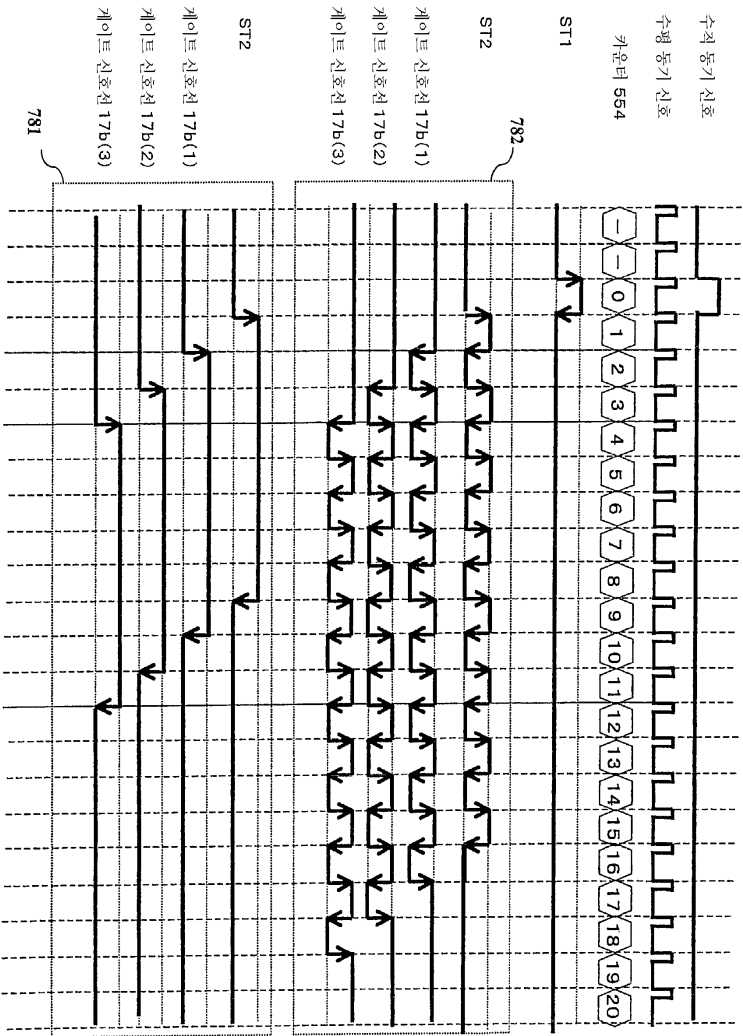 수직 동기 신호
수평 동기 신호
카운터 554
— — 0 1 2 3 4 5 6 7 8 9 10 11 12 13 14 15 16 17 18 19 20
ST1
782
ST2
게이트 신호선 17b(1)
게이트 신호선 17b(2)
게이트 신호선 17b(3)
ST2
게이트 신호선 17b(1)
게이트 신호선 17b(2)
게이트 신호선 17b(3)
781